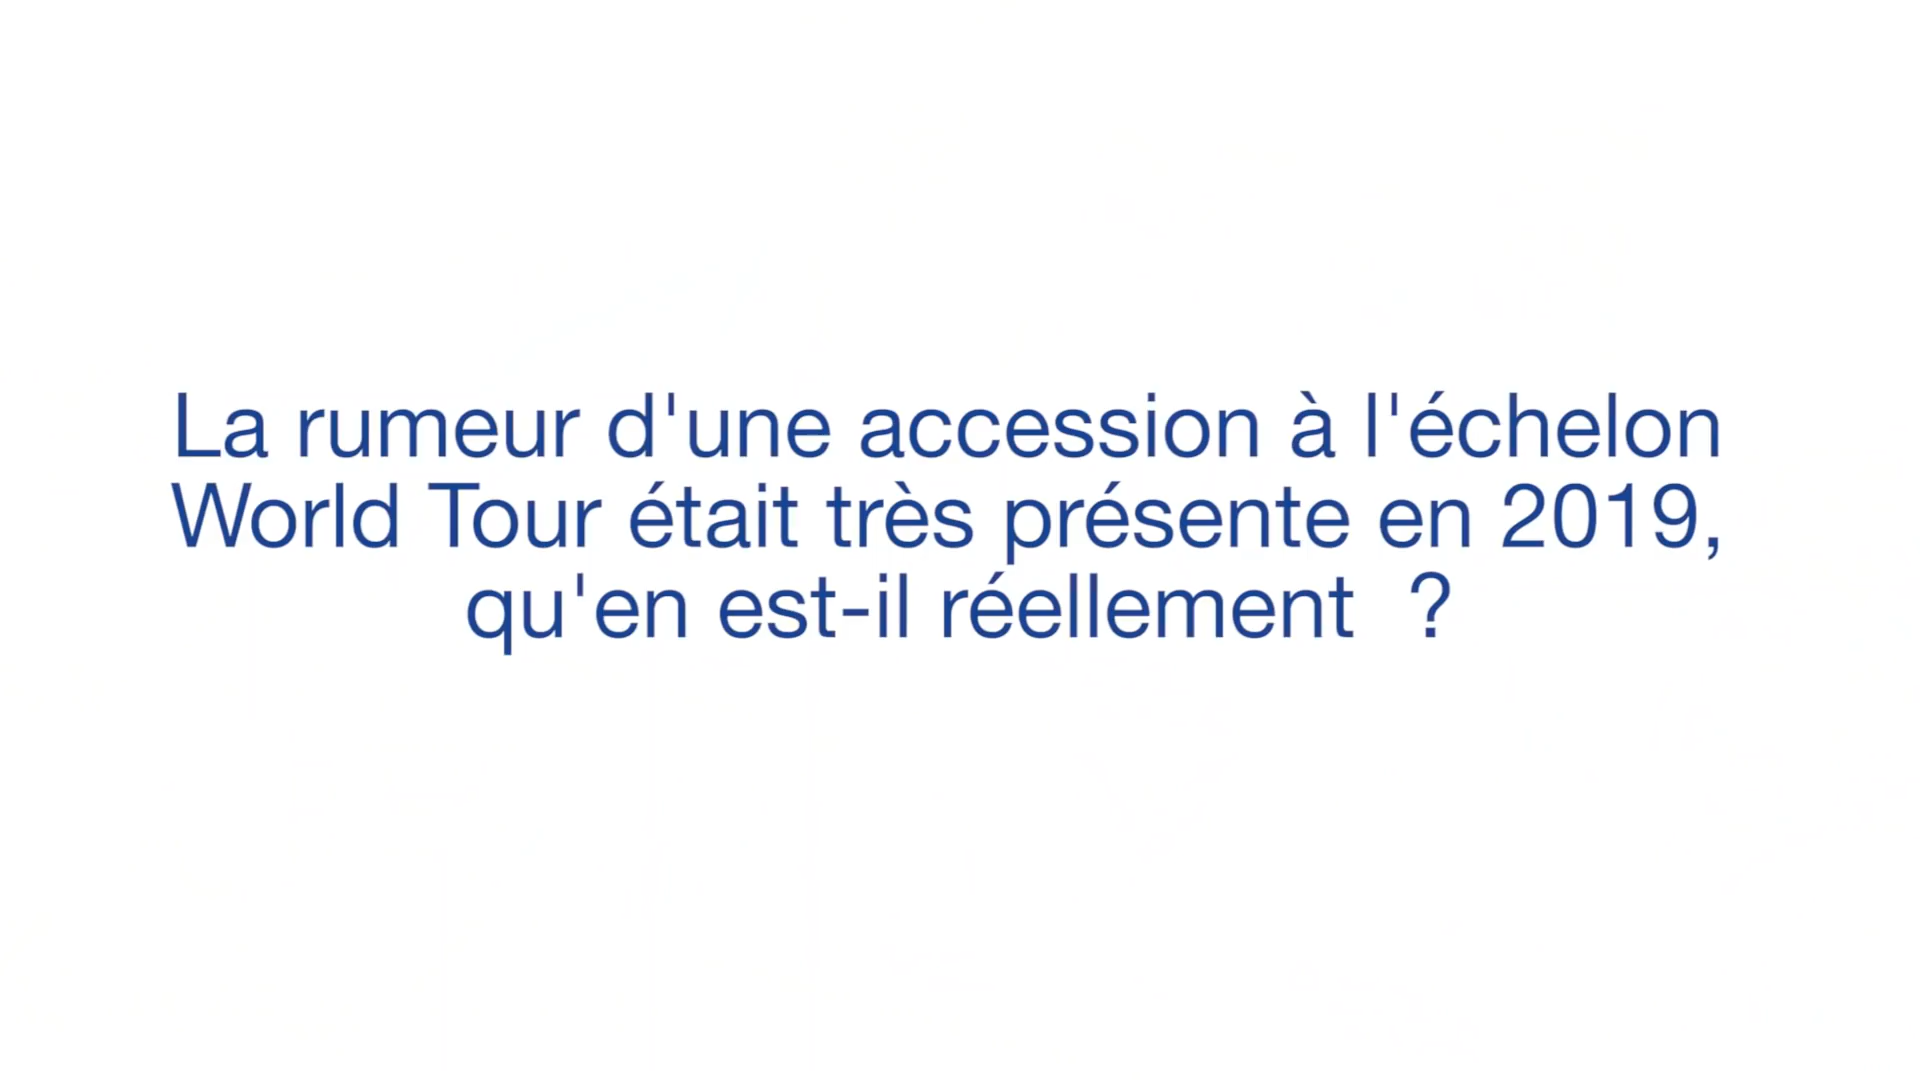 La rumeur d'une accession à l'échelon
World Tour était très présente en 2019,
qu'en est-il réellement  ?